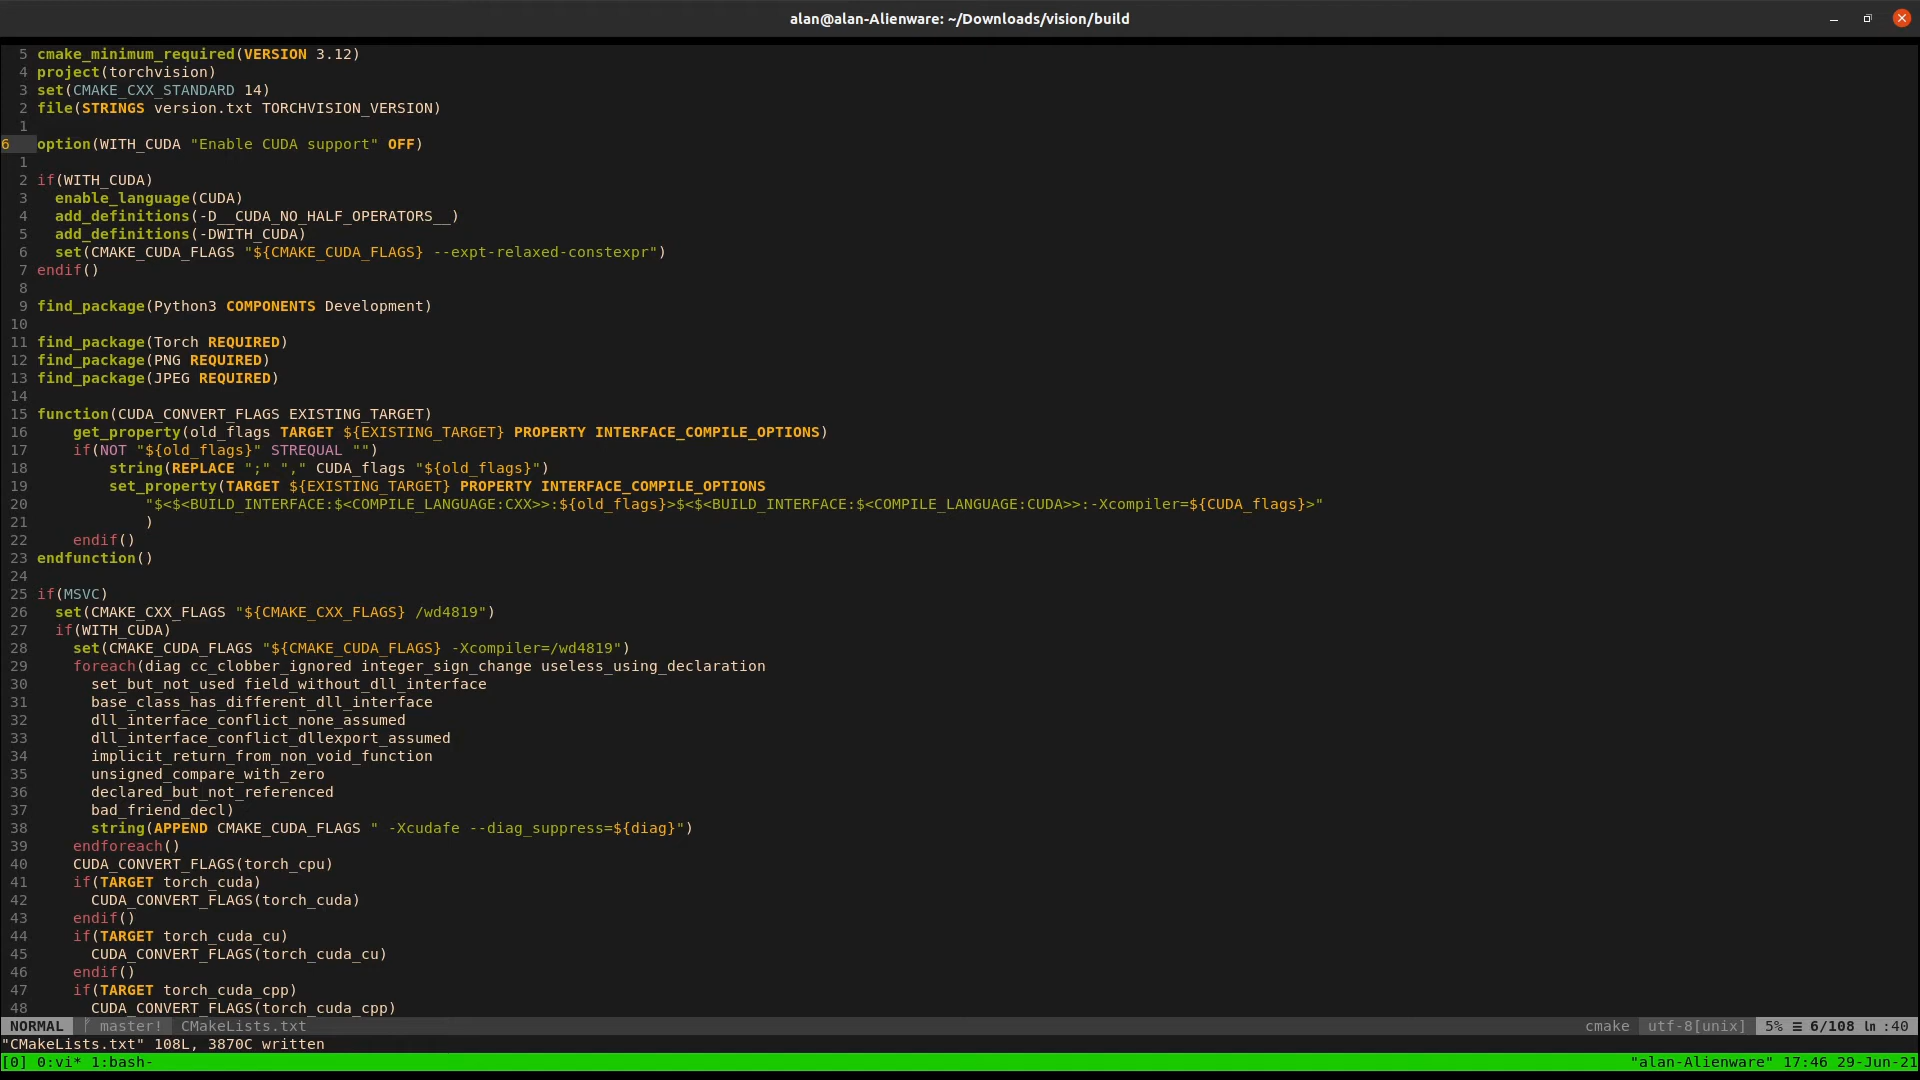 alan@alan-Alienware: ~/Downloads/vision/build
5 cmake_minimum_required(VERSION 3.12)
4 project(torchvision)
3 set(CMAKE_CXX_STANDARD 14)
2 file(STRINGS version.txt TORCHVISION_VERSION)
1
6 option(WITH_CUDA "Enable CUDA support" OFF)
1
2 if(WITH_CUDA)
3   enable_language(CUDA)
4   add_definitions(-D__CUDA_NO_HALF_OPERATORS__)
5   add_definitions(-DWITH_CUDA)
6   set(CMAKE_CUDA_FLAGS "${CMAKE_CUDA_FLAGS} --expt-relaxed-constexpr")
7 endif()
8
9 find_package(Python3 COMPONENTS Development)
10
11 find_package(Torch REQUIRED)
12 find_package(PNG REQUIRED)
13 find_package(JPEG REQUIRED)
14
15 function(CUDA_CONVERT_FLAGS EXISTING_TARGET)
16     get_property(old_flags TARGET ${EXISTING_TARGET} PROPERTY INTERFACE_COMPILE_OPTIONS)
17     if(NOT "${old_flags}" STREQUAL "")
18         string(REPLACE ";" "," CUDA_flags "${old_flags}")
19         set_property(TARGET ${EXISTING_TARGET} PROPERTY INTERFACE_COMPILE_OPTIONS
20             "$<$<BUILD_INTERFACE:$<COMPILE_LANGUAGE:CXX>>:${old_flags}>$<$<BUILD_INTERFACE:$<COMPILE_LANGUAGE:CUDA>>:-Xcompiler=${CUDA_flags}>"
21             )
22     endif()
23 endfunction()
24
25 if(MSVC)
26   set(CMAKE_CXX_FLAGS "${CMAKE_CXX_FLAGS} /wd4819")
27   if(WITH_CUDA)
28     set(CMAKE_CUDA_FLAGS "${CMAKE_CUDA_FLAGS} -Xcompiler=/wd4819")
29     foreach(diag cc_clobber_ignored integer_sign_change useless_using_declaration
30       set_but_not_used field_without_dll_interface
31       base_class_has_different_dll_interface
32       dll_interface_conflict_none_assumed
33       dll_interface_conflict_dllexport_assumed
34       implicit_return_from_non_void_function
35       unsigned_compare_with_zero
36       declared_but_not_referenced
37       bad_friend_decl)
38       string(APPEND CMAKE_CUDA_FLAGS " -Xcudafe --diag_suppress=${diag}")
39     endforeach()
40     CUDA_CONVERT_FLAGS(torch_cpu)
41     if(TARGET torch_cuda)
42       CUDA_CONVERT_FLAGS(torch_cuda)
43     endif()
44     if(TARGET torch_cuda_cu)
45       CUDA_CONVERT_FLAGS(torch_cuda_cu)
46     endif()
47     if(TARGET torch_cuda_cpp)
48       CUDA_CONVERT_FLAGS(torch_cuda_cpp)
NORMAL master! CMakeLists.txt cmake utf-8[unix] 5% ☰ 6/108 ㏑ :40
"CMakeLists.txt" 108L, 3870C written
[0] 0:vi* 1:bash- "alan-Alienware" 17:46 29-Jun-21